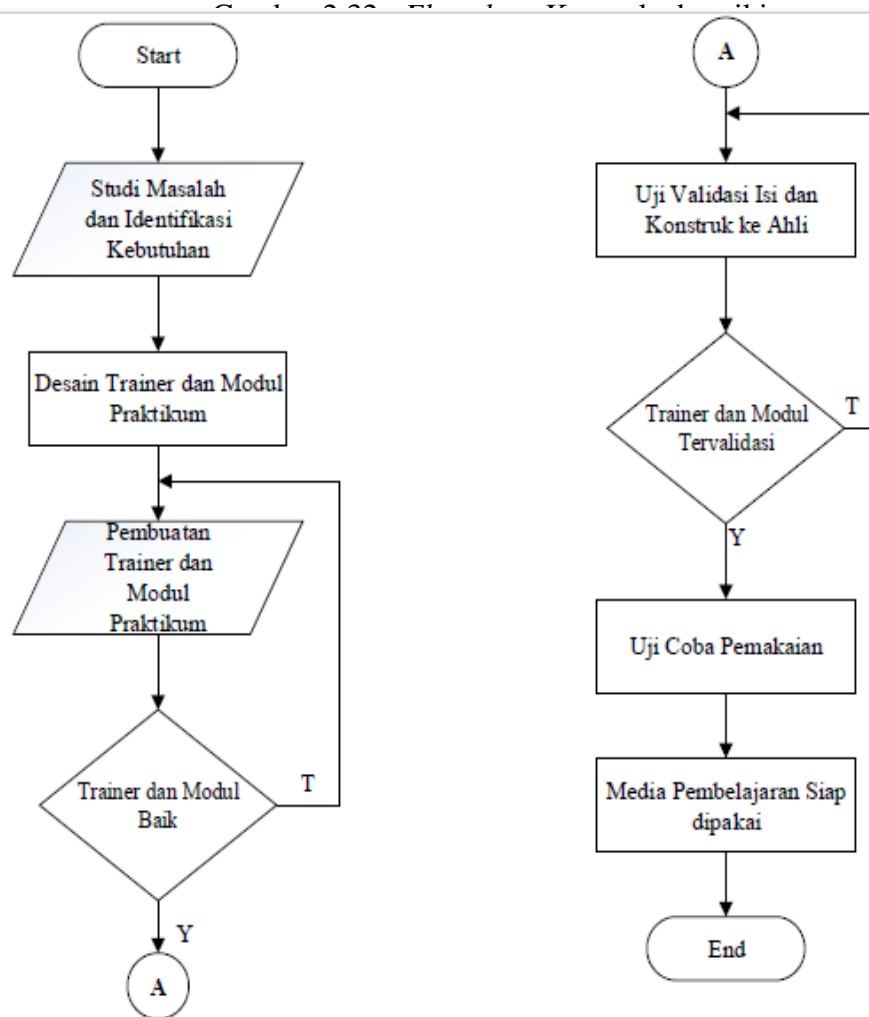 2.32
Start
Studi Masalah
dan Identifikasi
Kebutuhan
Desain Trainer dan Modul
Praktikum
Pembuatan
Trainer dan
Modul
Praktikum
Trainer dan Modul
Baik
T
Y
A
A
Uji Validasi Isi dan
Konstruk ke Ahli
Trainer dan Modul
Tervalidasi
T
Y
Uji Coba Pemakaian
Media Pembelajaran Siap
dipakai
End